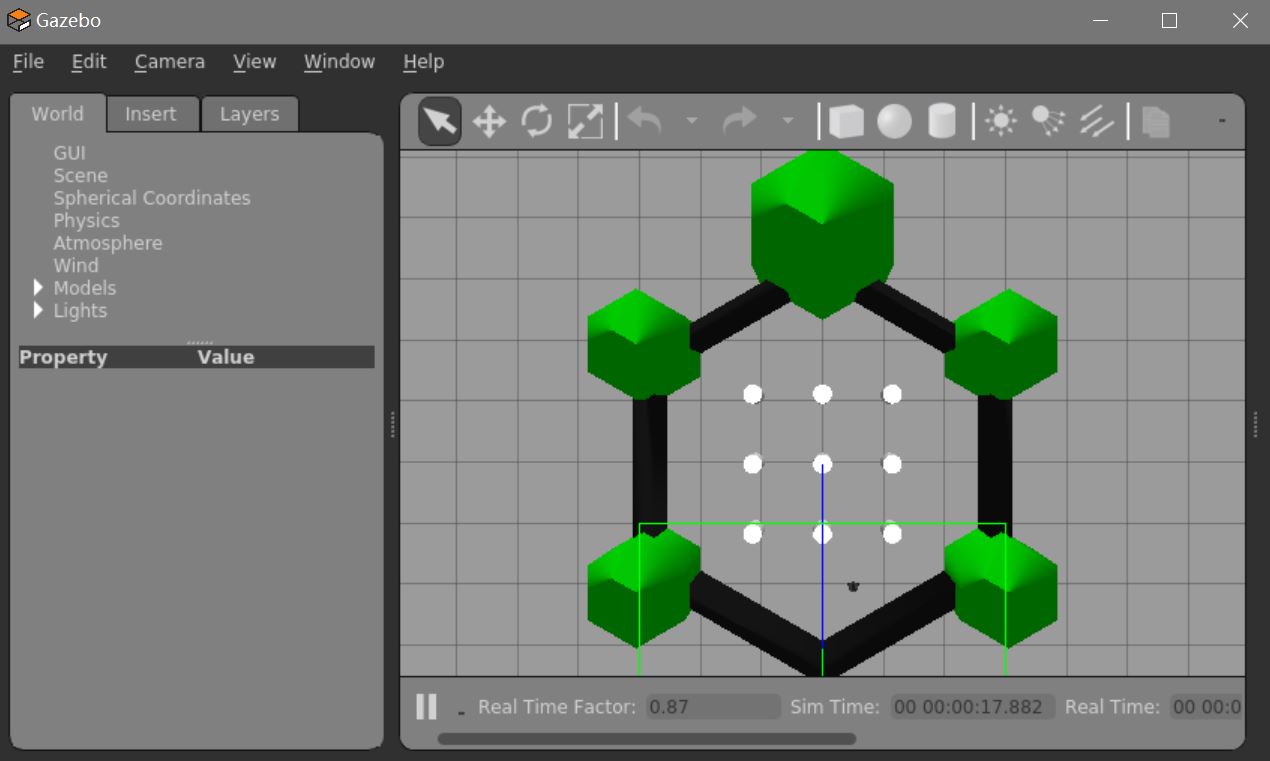 Gazebo
File Edit Camera View Window Help
World Insert Layers
GUI
Scene
Spherical Coordinates
Physics
Atmosphere
Wind
Models
Lights
Property Value
Real Time Factor: 0.87 Sim Time: 00 00:00:17.882 Real Time: 00 00:0